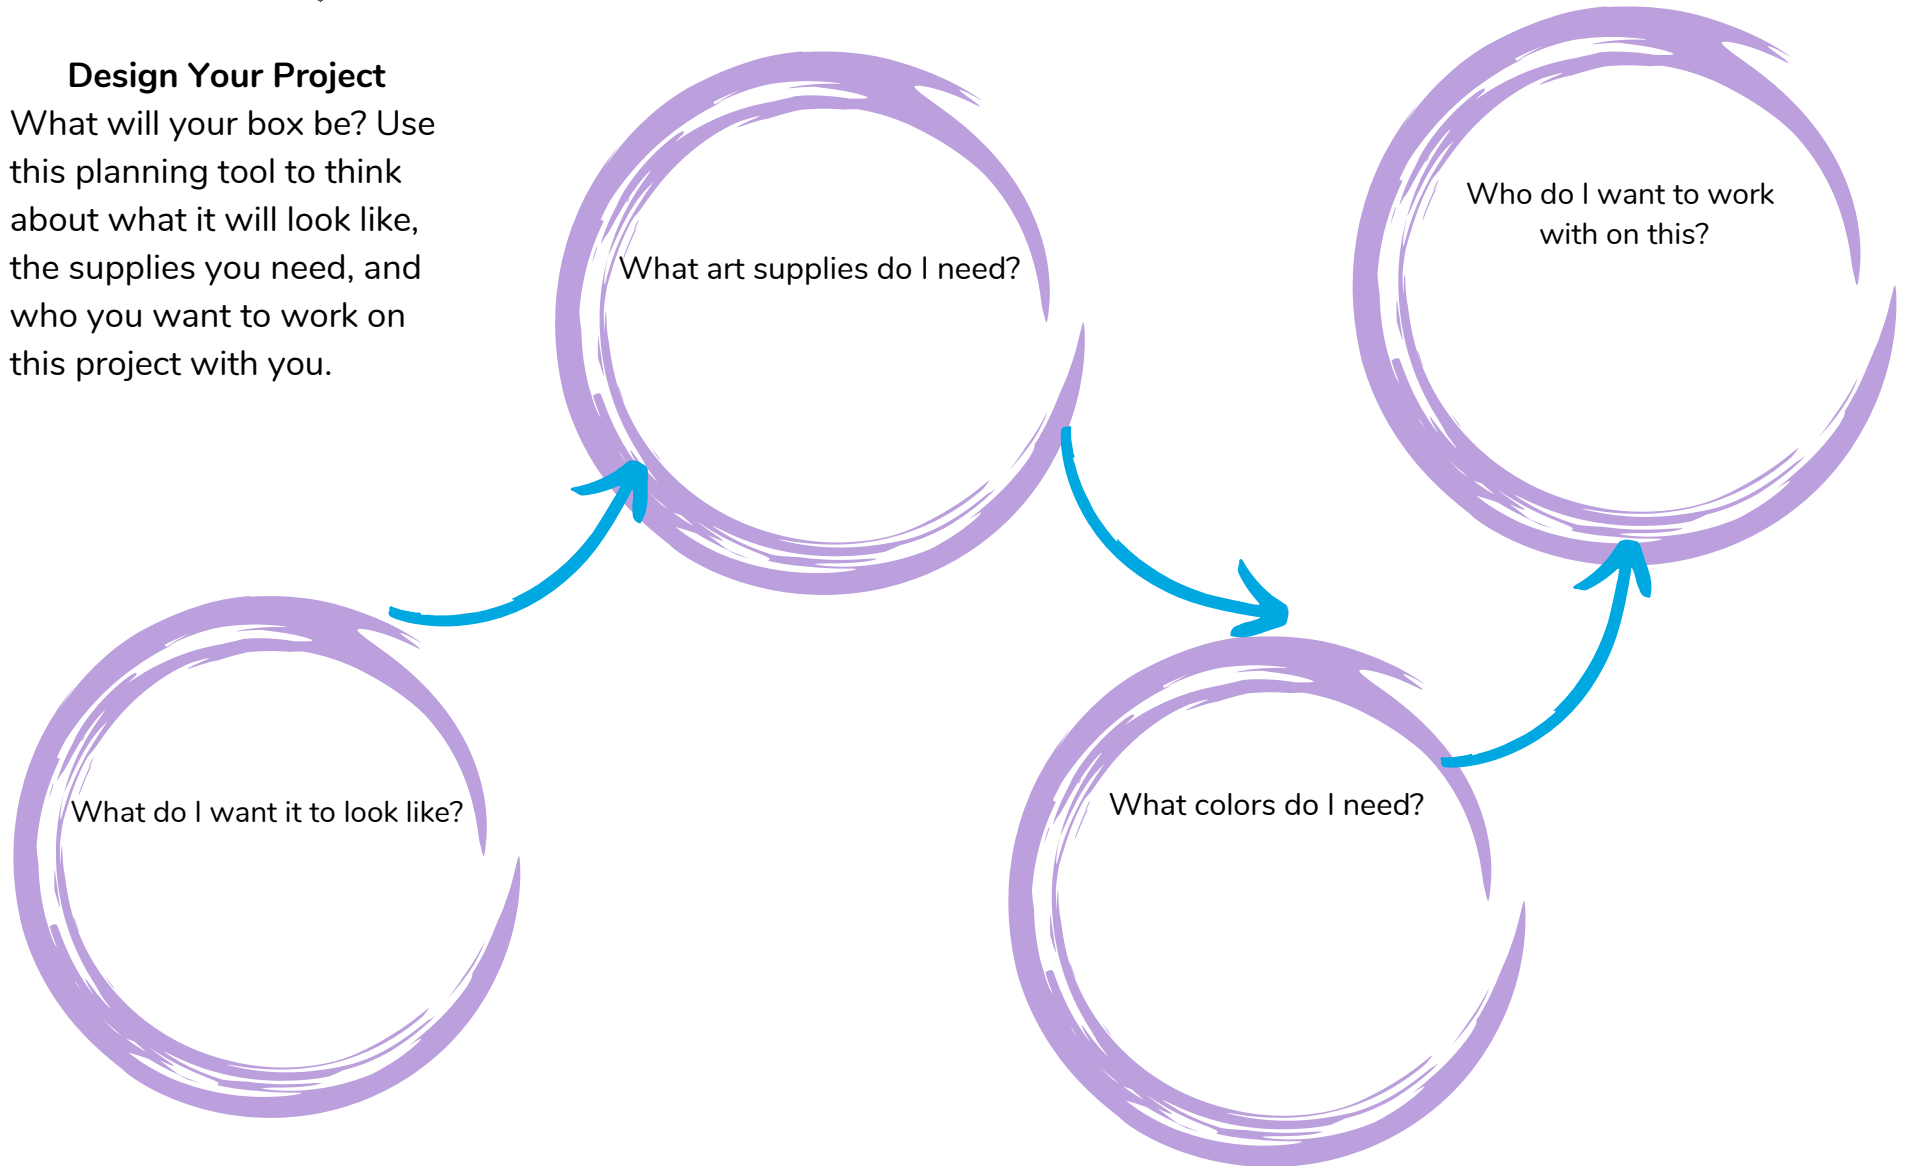 Design Your Project
What will your box be? Use
this planning tool to think
about what it will look like,
the supplies you need, and
who you want to work on
this project with you.
What do I want it to look like?
What art supplies do I need?
What colors do I need?
Who do I want to work
with on this?